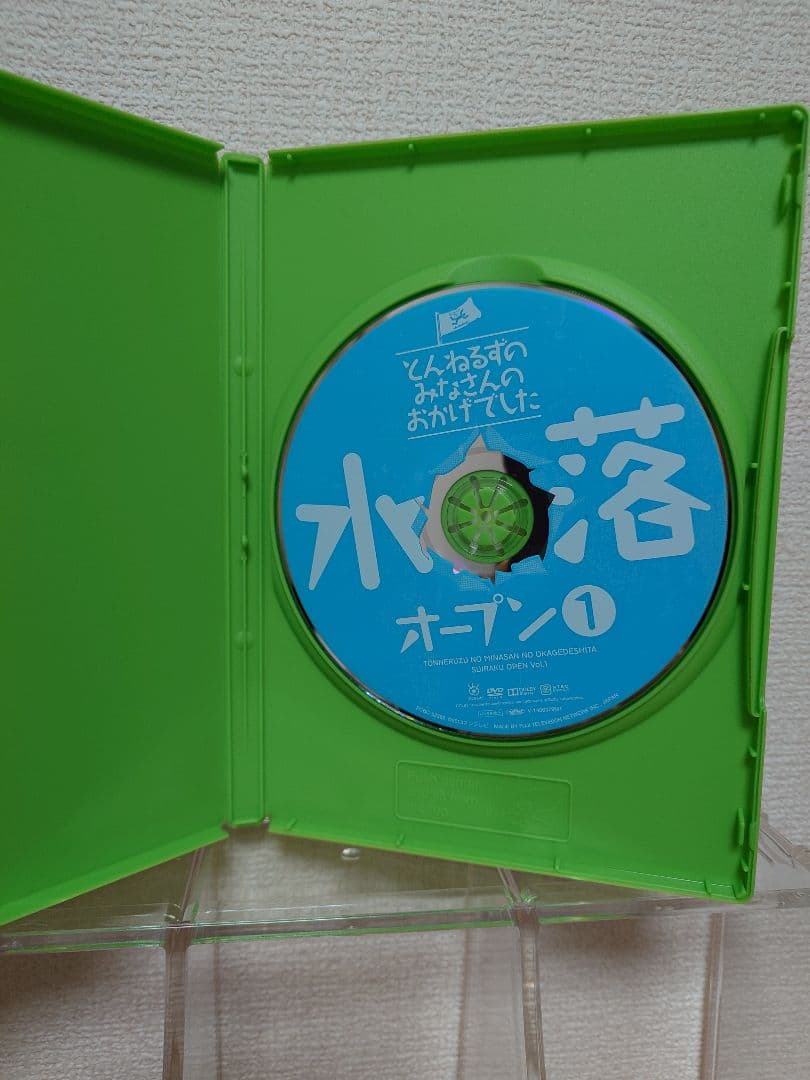 とんねるずの
みなさんの
おかげでした
水落
オープン1
TONNERUZU NO MINASAN NO OKAGEDESHITA
SUIRAKU OPEN Vol.1
DVD